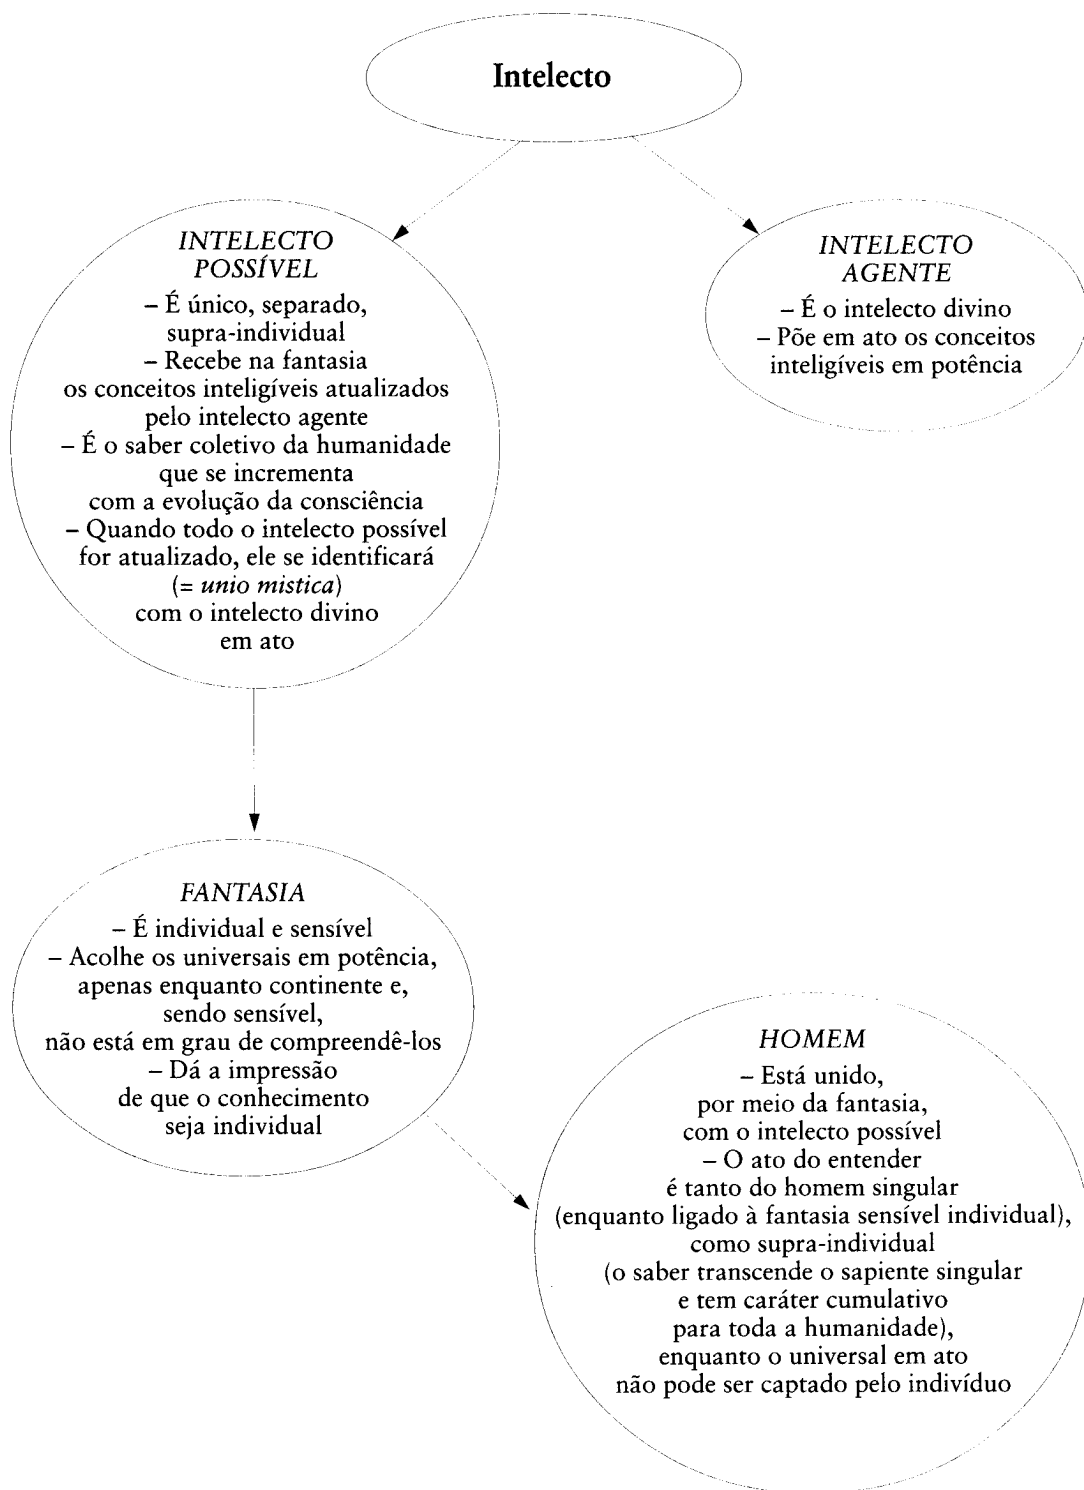 Intelecto
INTELECTO
POSSÍVEL
– É único, separado,
supra-individual
– Recebe na fantasia
os conceitos inteligíveis atualizados
pelo intelecto agente
– É o saber coletivo da humanidade
que se incrementa
com a evolução da consciência
– Quando todo o intelecto possível
for atualizado, ele se identificará
(= unio mistica)
com o intelecto divino
em ato
INTELECTO
AGENTE
– É o intelecto divino
– Põe em ato os conceitos
inteligíveis em potência
FANTASIA
– É individual e sensível
– Acolhe os universais em potência,
apenas enquanto continente e,
sendo sensível,
não está em grau de compreendê-los
– Dá a impressão
de que o conhecimento
seja individual
HOMEM
– Está unido,
por meio da fantasia,
com o intelecto possível
– O ato do entender
é tanto do homem singular
(enquanto ligado à fantasia sensível individual),
como supra-individual
(o saber transcende o sapiente singular
e tem caráter cumulativo
para toda a humanidade),
enquanto o universal em ato
não pode ser captado pelo indivíduo